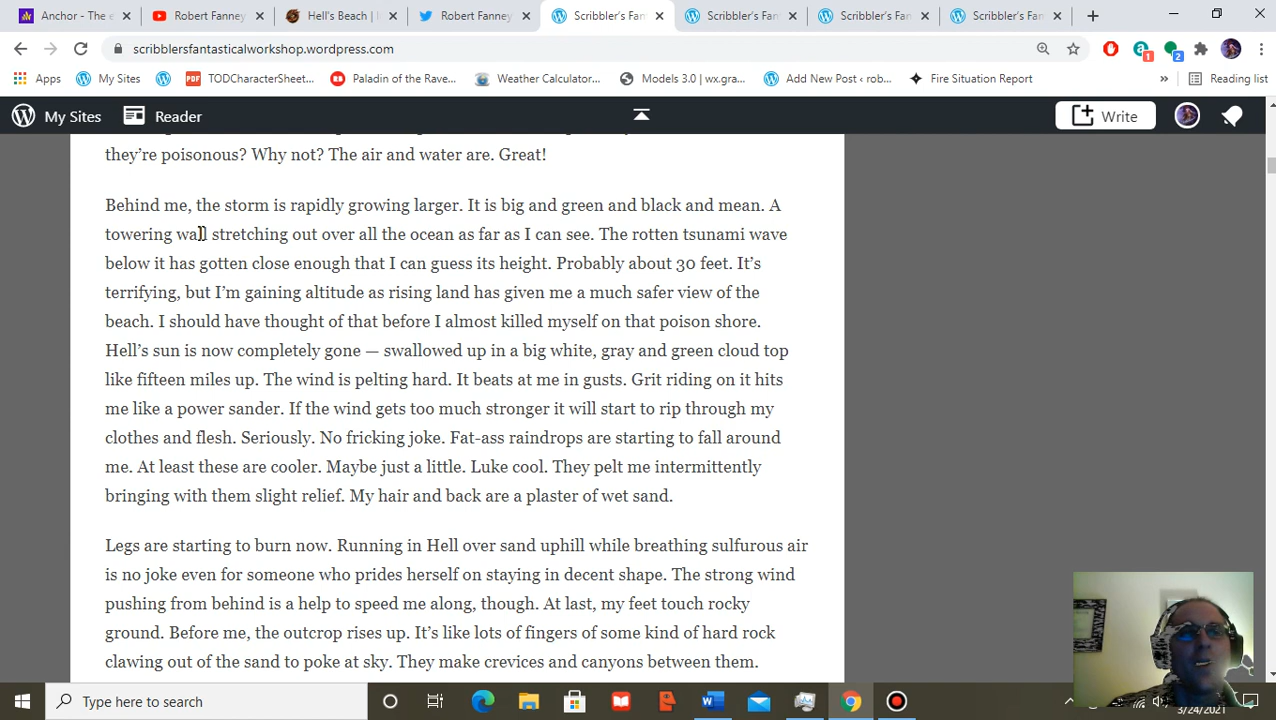 Anchor - The e
Robert Fanney
Hell's Beach | I
Robert Fanney
Scribbler's Fan
Scribbler's Fan
Scribbler's Fan
Scribbler's Fan
scribblersfantasticalworkshop.wordpress.com
1
2
Apps
My Sites
PDF
TODCharacterSheet...
Paladin of the Rave...
Weather Calculator...
Models 3.0 | wx.gra...
Add New Post ‹ rob...
Fire Situation Report
»
Reading list
My Sites
Reader
Write
they're poisonous? Why not? The air and water are. Great!
Behind me, the storm is rapidly growing larger. It is big and green and black and mean. A
towering wall stretching out over all the ocean as far as I can see. The rotten tsunami wave
below it has gotten close enough that I can guess its height. Probably about 30 feet. It's
terrifying, but I'm gaining altitude as rising land has given me a much safer view of the
beach. I should have thought of that before I almost killed myself on that poison shore.
Hell's sun is now completely gone — swallowed up in a big white, gray and green cloud top
like fifteen miles up. The wind is pelting hard. It beats at me in gusts. Grit riding on it hits
me like a power sander. If the wind gets too much stronger it will start to rip through my
clothes and flesh. Seriously. No fricking joke. Fat-ass raindrops are starting to fall around
me. At least these are cooler. Maybe just a little. Luke cool. They pelt me intermittently
bringing with them slight relief. My hair and back are a plaster of wet sand.
Legs are starting to burn now. Running in Hell over sand uphill while breathing sulfurous air
is no joke even for someone who prides herself on staying in decent shape. The strong wind
pushing from behind is a help to speed me along, though. At last, my feet touch rocky
ground. Before me, the outcrop rises up. It's like lots of fingers of some kind of hard rock
clawing out of the sand to poke at sky. They make crevices and canyons between them.
Type here to search
3/24/2021